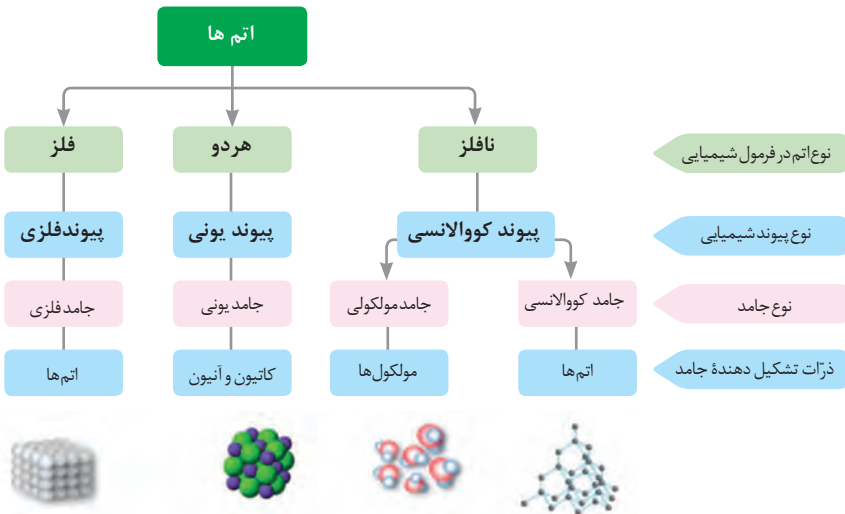 اتم ها
نافلز
هردو
فلز
نوع اتم در فرمول شیمیایی
پیوند کووالانسی
پیوند یونی
پیوند فلزی
نوع پیوند شیمیایی
جامد کووالانسی
جامد مولکولی
جامد یونی
جامد فلزی
نوع جامد
اتم‌ها
مولکول‌ها
کاتیون و آنیون
اتم‌ها
ذرّات تشکیل دهندهٔ جامد